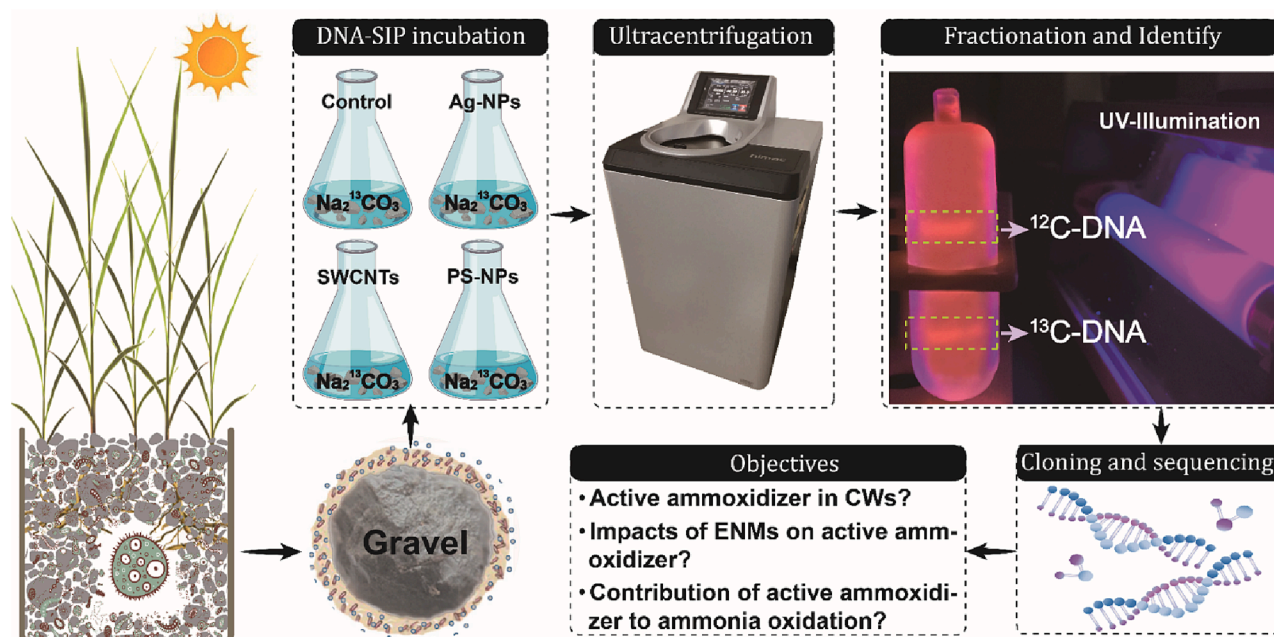 DNA-SIP incubation
Control
Ag-NPs
Na₂¹³CO₃
Na₂¹³CO₃
SWCNTs
PS-NPs
Na₂¹³CO₃
Na₂¹³CO₃
Ultracentrifugation
Fractionation and Identify
UV-Illumination
¹²C-DNA
¹³C-DNA
Gravel
Objectives
• Active ammoxidizer in CWs?
• Impacts of ENMs on active amm-
oxidizer?
• Contribution of active ammoxidi-
zer to ammonia oxidation?
Cloning and sequencing